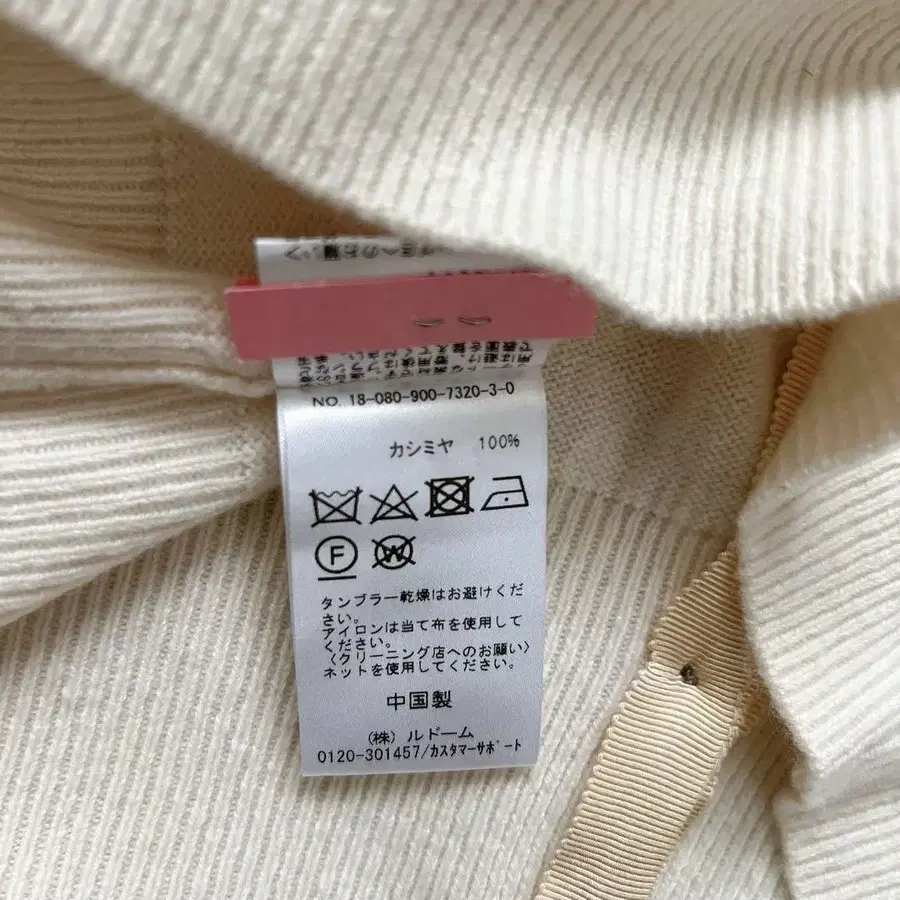 NO. 18-080-900-7320-3-0
カシミヤ 100%
F
W
タンブラー乾燥はお避けくだ
さい。
アイロンは当て布を使用して
ください。
〈クリーニング店へのお願い〉
ネットを使用してください。
中国製
(株) ルドーム
0120-301457/カスタマーサポート